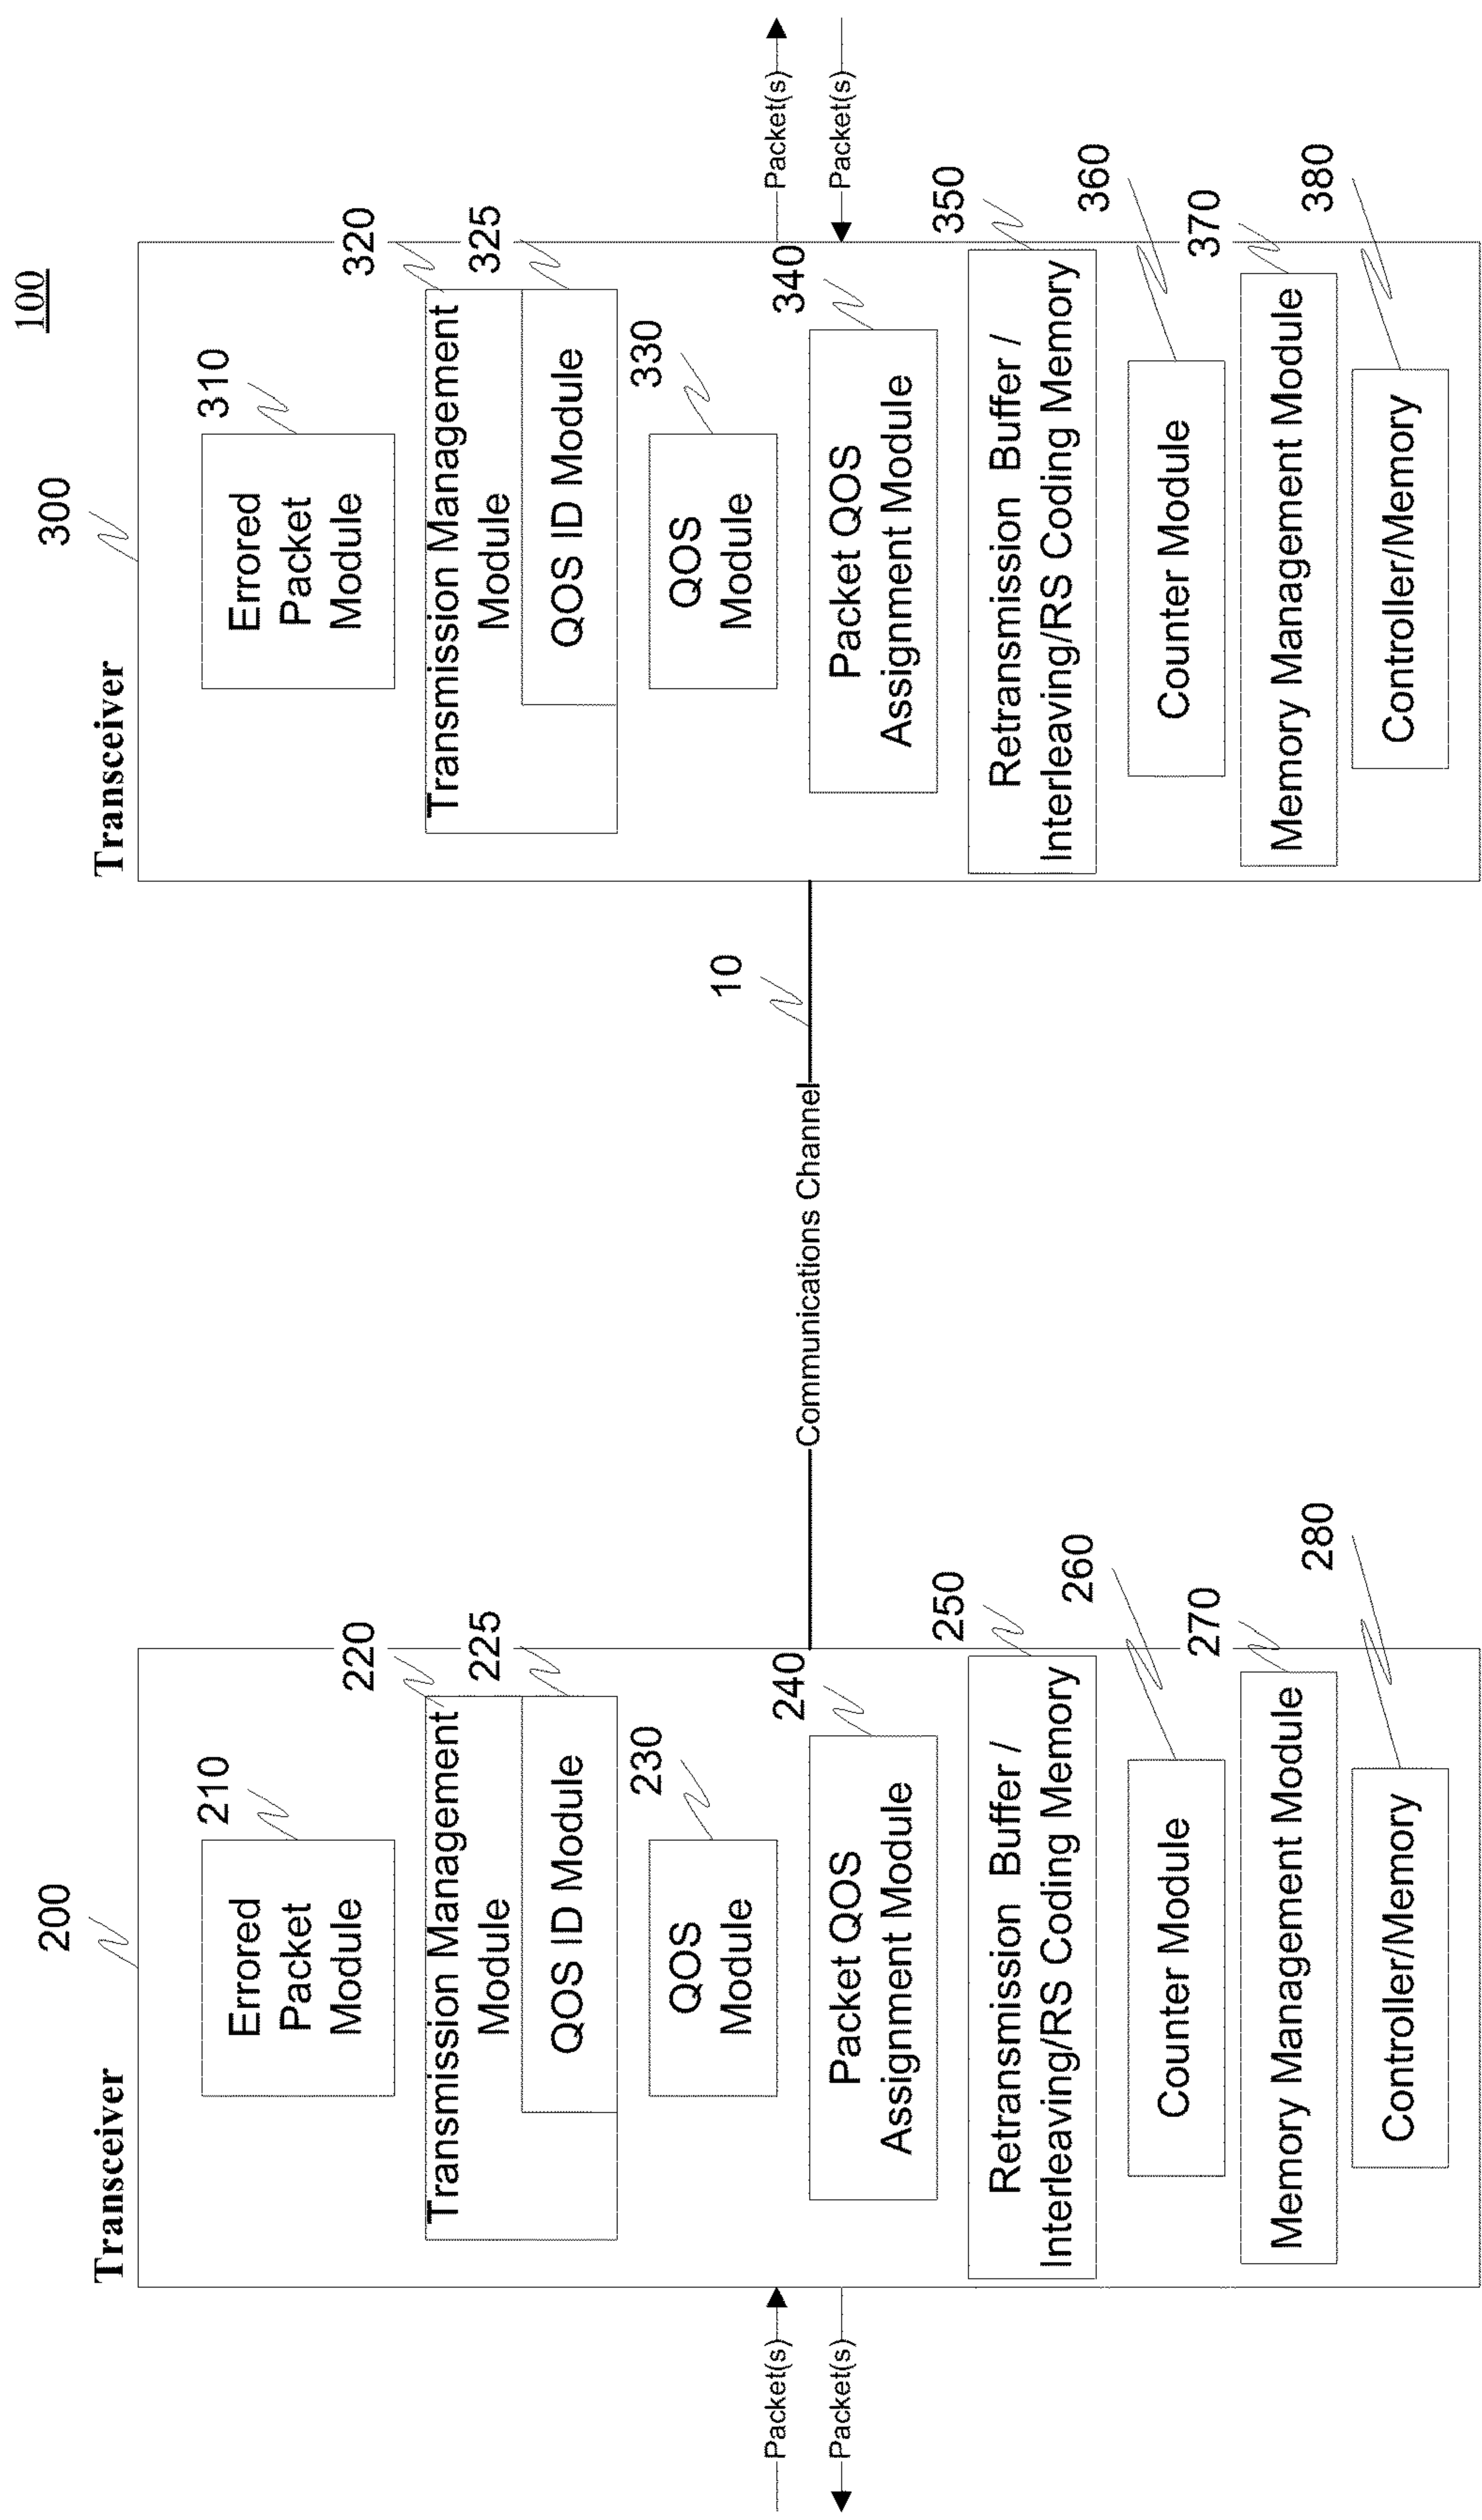 100
200
Transceiver
210
Errored
Packet
Module
220
Transmission Management
Module
225
QOS ID Module
230
QOS
Module
240
Packet QOS
Assignment Module
250
Retransmission Buffer /
Interleaving/RS Coding Memory
260
Counter Module
270
Memory Management Module
280
Controller/Memory
Packet(s)
Packet(s)
Communications Channel
10
300
Transceiver
310
Errored
Packet
Module
320
Transmission Management
Module
325
QOS ID Module
330
QOS
Module
340
Packet QOS
Assignment Module
350
Retransmission Buffer /
Interleaving/RS Coding Memory
360
Counter Module
370
Memory Management Module
380
Controller/Memory
Packet(s)
Packet(s)